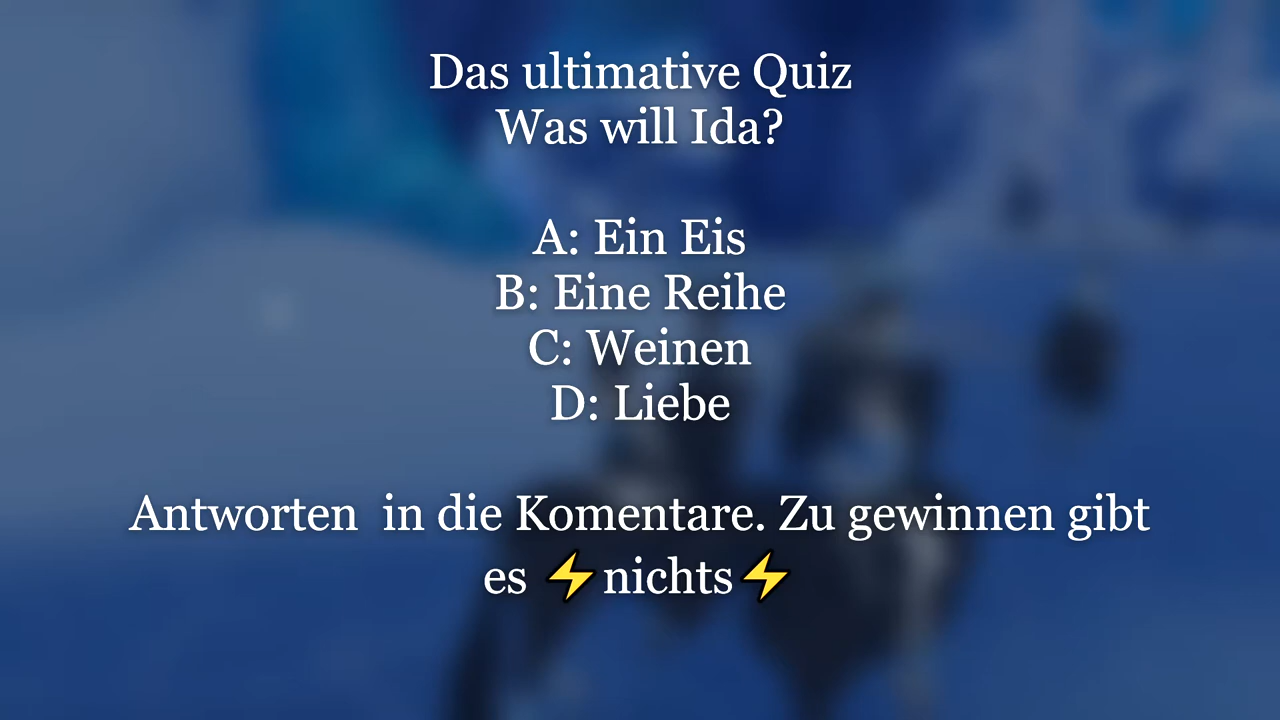 Das ultimative Quiz
Was will Ida?
A: Ein Eis
B: Eine Reihe
C: Weinen
D: Liebe
Antworten  in die Komentare. Zu gewinnen gibt
es ⚡nichts⚡